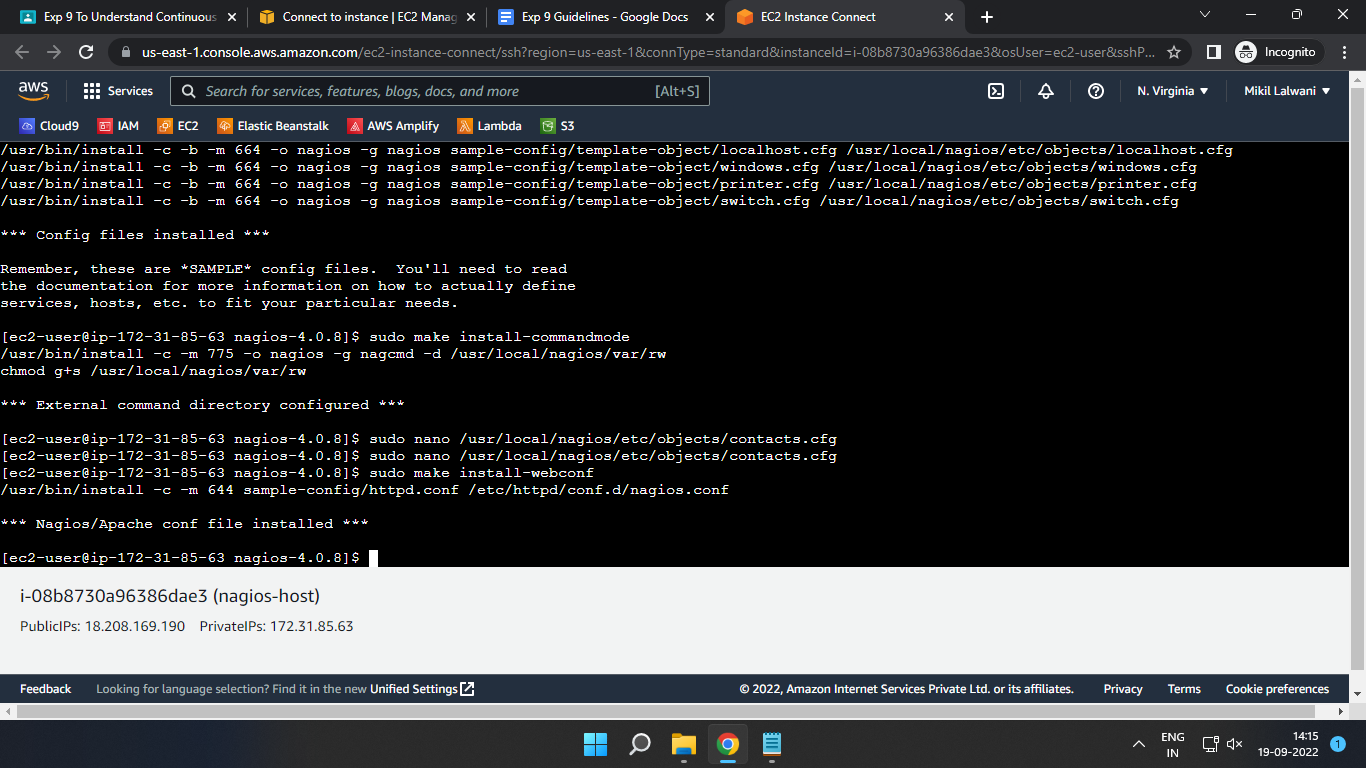 Exp 9 To Understand Continuous
Connect to instance | EC2 Manag
Exp 9 Guidelines - Google Docs
EC2 Instance Connect
us-east-1.console.aws.amazon.com/ec2-instance-connect/ssh?region=us-east-1&connType=standard&instanceId=i-08b8730a96386dae3&osUser=ec2-user&sshP...
Incognito
aws
Services
Search for services, features, blogs, docs, and more
[Alt+S]
N. Virginia
Mikil Lalwani
Cloud9
IAM
EC2
Elastic Beanstalk
AWS Amplify
Lambda
S3
/usr/bin/install -c -b -m 664 -o nagios -g nagios sample-config/template-object/localhost.cfg /usr/local/nagios/etc/objects/localhost.cfg
/usr/bin/install -c -b -m 664 -o nagios -g nagios sample-config/template-object/windows.cfg /usr/local/nagios/etc/objects/windows.cfg
/usr/bin/install -c -b -m 664 -o nagios -g nagios sample-config/template-object/printer.cfg /usr/local/nagios/etc/objects/printer.cfg
/usr/bin/install -c -b -m 664 -o nagios -g nagios sample-config/template-object/switch.cfg /usr/local/nagios/etc/objects/switch.cfg
*** Config files installed ***
Remember, these are *SAMPLE* config files.  You'll need to read
the documentation for more information on how to actually define
services, hosts, etc. to fit your particular needs.
[ec2-user@ip-172-31-85-63 nagios-4.0.8]$ sudo make install-commandmode
/usr/bin/install -c -m 775 -o nagios -g nagcmd -d /usr/local/nagios/var/rw
chmod g+s /usr/local/nagios/var/rw
*** External command directory configured ***
[ec2-user@ip-172-31-85-63 nagios-4.0.8]$ sudo nano /usr/local/nagios/etc/objects/contacts.cfg
[ec2-user@ip-172-31-85-63 nagios-4.0.8]$ sudo nano /usr/local/nagios/etc/objects/contacts.cfg
[ec2-user@ip-172-31-85-63 nagios-4.0.8]$ sudo make install-webconf
/usr/bin/install -c -m 644 sample-config/httpd.conf /etc/httpd/conf.d/nagios.conf
*** Nagios/Apache conf file installed ***
[ec2-user@ip-172-31-85-63 nagios-4.0.8]$
i-08b8730a96386dae3 (nagios-host)
PublicIPs: 18.208.169.190 PrivateIPs: 172.31.85.63
Feedback
Looking for language selection? Find it in the new Unified Settings
© 2022, Amazon Internet Services Private Ltd. or its affiliates.
Privacy
Terms
Cookie preferences
ENG
IN
14:15
19-09-2022
1